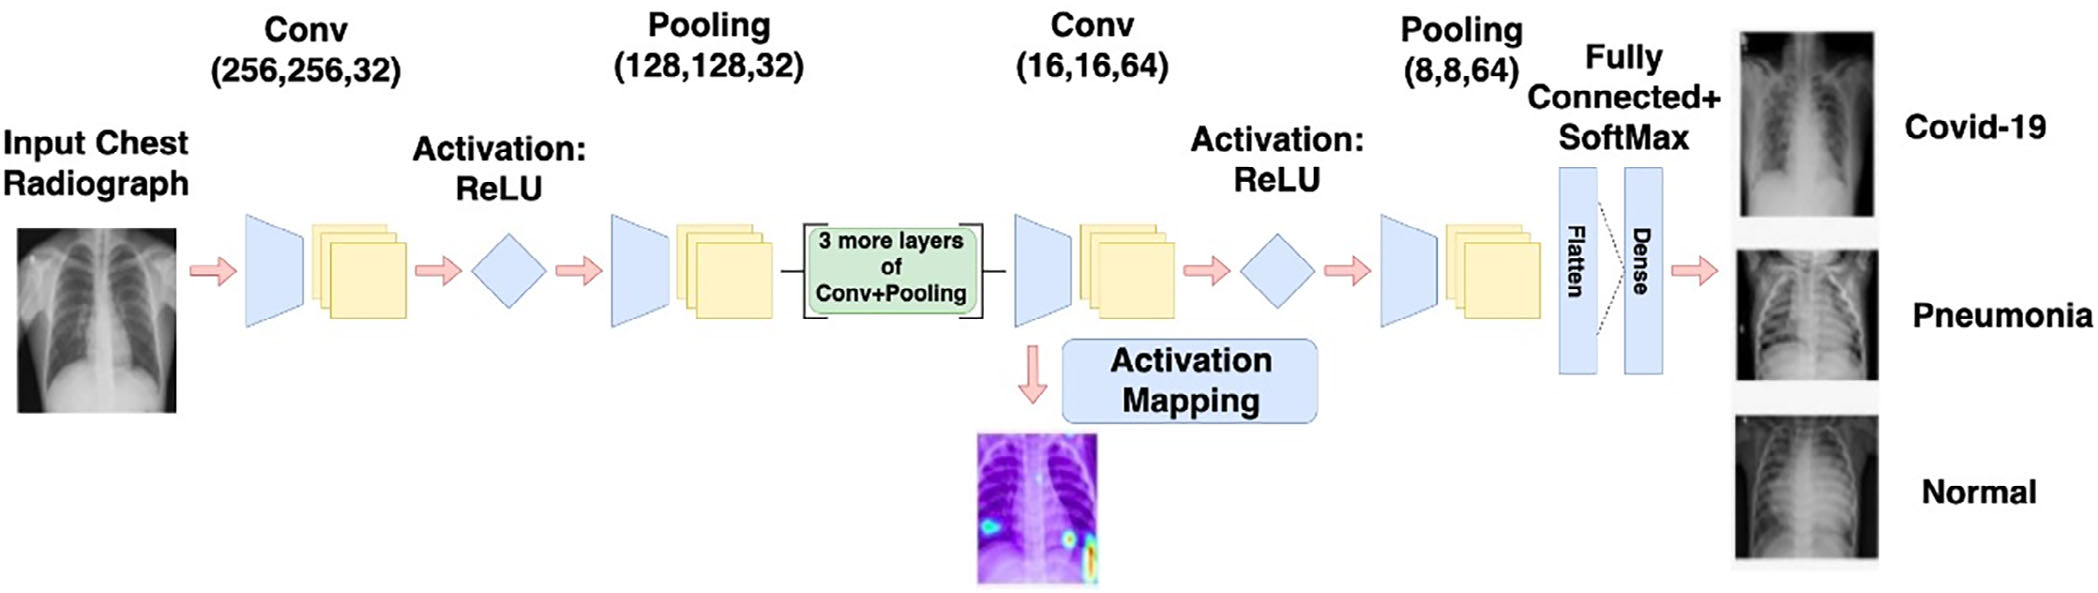 Input Chest
Radiograph
Conv
(256,256,32)
Activation:
ReLU
Pooling
(128,128,32)
3 more layers
of
Conv+Pooling
Conv
(16,16,64)
Activation
Mapping
Activation:
ReLU
Pooling
(8,8,64)
Fully
Connected+
SoftMax
Flatten
Dense
Covid-19
Pneumonia
Normal